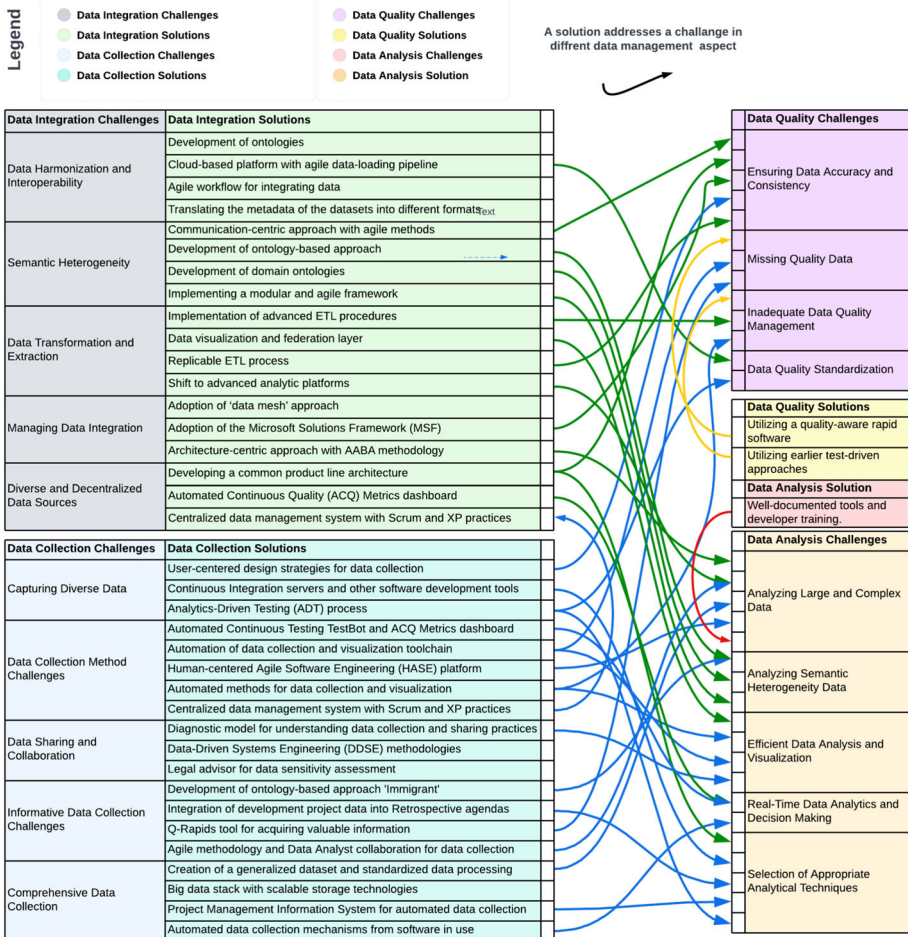 Legend
Data Integration Challenges
Data Integration Solutions
Data Collection Challenges
Data Collection Solutions
Data Quality Challenges
Data Quality Solutions
Data Analysis Challenges
Data Analysis Solution
A solution addresses a challange in
diffrent data management aspect
Data Integration Challenges
Data Integration Solutions
Data Harmonization and
Interoperability
Development of ontologies
Cloud-based platform with agile data-loading pipeline
Agile workflow for integrating data
Translating the metadata of the datasets into different formats
Text
Semantic Heterogeneity
Communication-centric approach with agile methods
Development of ontology-based approach
Development of domain ontologies
Implementing a modular and agile framework
Data Transformation and
Extraction
Implementation of advanced ETL procedures
Data visualization and federation layer
Replicable ETL process
Shift to advanced analytic platforms
Managing Data Integration
Adoption of 'data mesh' approach
Adoption of the Microsoft Solutions Framework (MSF)
Architecture-centric approach with AABA methodology
Diverse and Decentralized
Data Sources
Developing a common product line architecture
Automated Continuous Quality (ACQ) Metrics dashboard
Centralized data management system with Scrum and XP practices
Data Collection Challenges
Data Collection Solutions
Capturing Diverse Data
User-centered design strategies for data collection
Continuous Integration servers and other software development tools
Analytics-Driven Testing (ADT) process
Data Collection Method
Challenges
Automated Continuous Testing TestBot and ACQ Metrics dashboard
Automation of data collection and visualization toolchain
Human-centered Agile Software Engineering (HASE) platform
Automated methods for data collection and visualization
Centralized data management system with Scrum and XP practices
Data Sharing and
Collaboration
Diagnostic model for understanding data collection and sharing practices
Data-Driven Systems Engineering (DDSE) methodologies
Legal advisor for data sensitivity assessment
Informative Data Collection
Challenges
Development of ontology-based approach 'Immigrant'
Integration of development project data into Retrospective agendas
Q-Rapids tool for acquiring valuable information
Agile methodology and Data Analyst collaboration for data collection
Comprehensive Data
Collection
Creation of a generalized dataset and standardized data processing
Big data stack with scalable storage technologies
Project Management Information System for automated data collection
Automated data collection mechanisms from software in use
Data Quality Challenges
Ensuring Data Accuracy and
Consistency
Missing Quality Data
Inadequate Data Quality
Management
Data Quality Standardization
Data Quality Solutions
Utilizing a quality-aware rapid
software
Utilizing earlier test-driven
approaches
Data Analysis Solution
Well-documented tools and
developer training.
Data Analysis Challenges
Analyzing Large and Complex
Data
Analyzing Semantic
Heterogeneity Data
Efficient Data Analysis and
Visualization
Real-Time Data Analytics and
Decision Making
Selection of Appropriate
Analytical Techniques